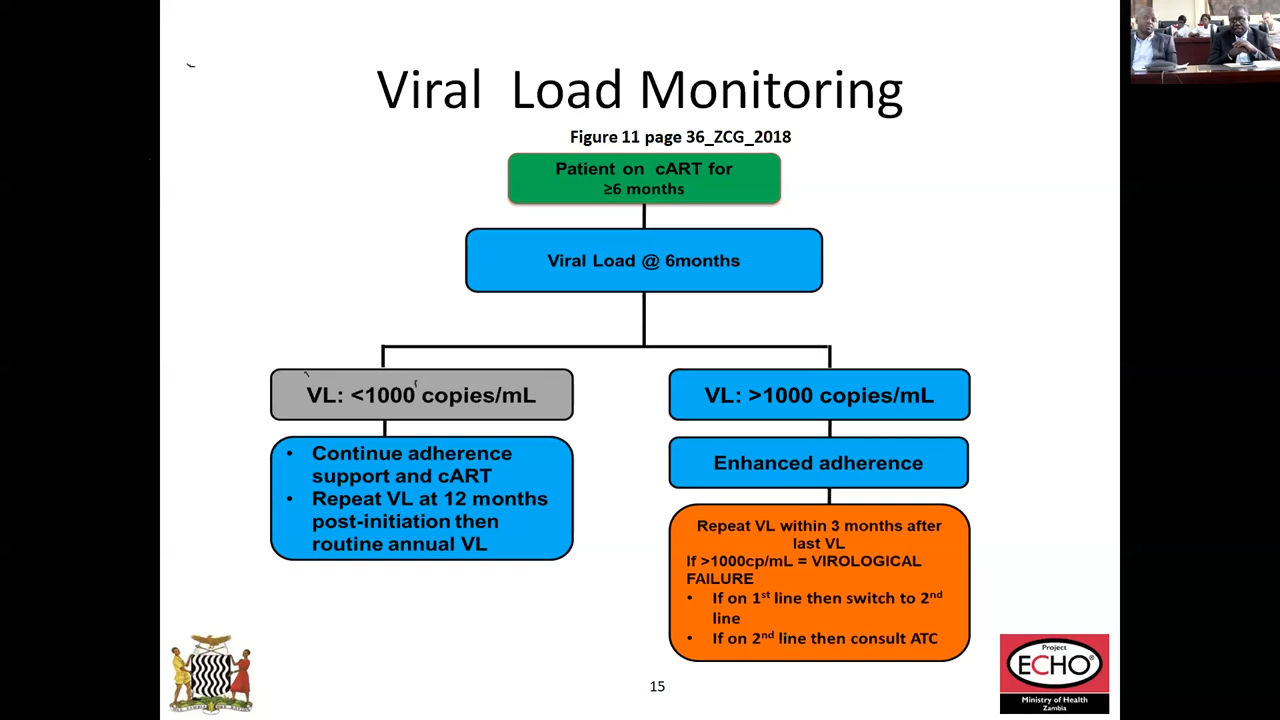 Viral Load Monitoring
Figure 11 page 36_ZCG_2018
Patient on cART for
≥6 months
Viral Load @ 6months
VL: <1000 copies/mL
• Continue adherence
support and cART
• Repeat VL at 12 months
post-initiation then
routine annual VL
VL: >1000 copies/mL
Enhanced adherence
Repeat VL within 3 months after
last VL
If >1000cp/mL = VIROLOGICAL
FAILURE
• If on 1st line then switch to 2nd
line
• If on 2nd line then consult ATC
15
Project
ECHO®
Ministry of Health
Zambia